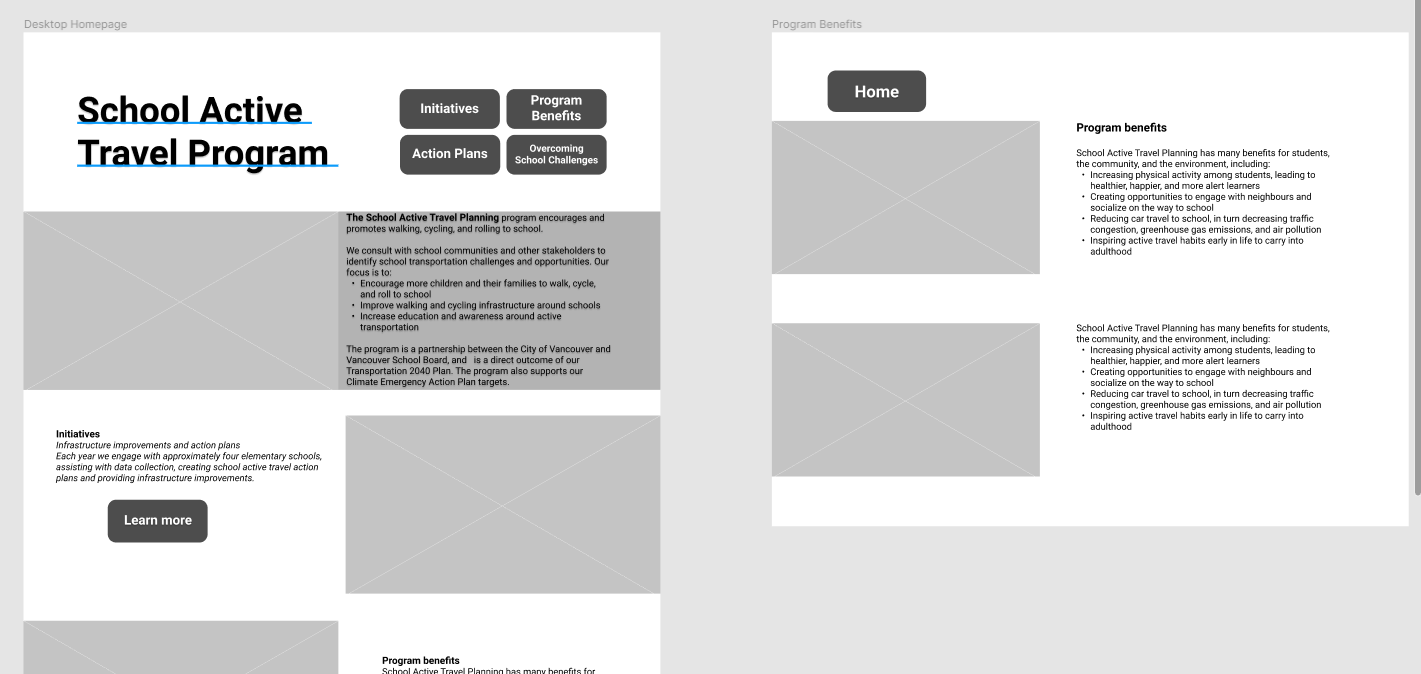 Desktop Homepage
School Active
Travel Program
Initiatives
Program
Benefits
Action Plans
Overcoming
School Challenges
The School Active Travel Planning program encourages and
promotes walking, cycling, and rolling to school.
We consult with school communities and other stakeholders to
identify school transportation challenges and opportunities. Our
focus is to:
• Encourage more children and their families to walk, cycle,
and roll to school
• Improve walking and cycling infrastructure around schools
• Increase education and awareness around active
transportation
The program is a partnership between the City of Vancouver and
Vancouver School Board, and is a direct outcome of our
Transportation 2040 Plan. The program also supports our
Climate Emergency Action Plan targets.
Initiatives
Infrastructure improvements and action plans
Each year we engage with approximately four elementary schools,
assisting with data collection, creating school active travel action
plans and providing infrastructure improvements.
Learn more
Program benefits
School Active Travel Planning has many benefits for
Program Benefits
Home
Program benefits
School Active Travel Planning has many benefits for students,
the community, and the environment, including:
• Increasing physical activity among students, leading to
healthier, happier, and more alert learners
• Creating opportunities to engage with neighbours and
socialize on the way to school
• Reducing car travel to school, in turn decreasing traffic
congestion, greenhouse gas emissions, and air pollution
• Inspiring active travel habits early in life to carry into
adulthood
School Active Travel Planning has many benefits for students,
the community, and the environment, including:
• Increasing physical activity among students, leading to
healthier, happier, and more alert learners
• Creating opportunities to engage with neighbours and
socialize on the way to school
• Reducing car travel to school, in turn decreasing traffic
congestion, greenhouse gas emissions, and air pollution
• Inspiring active travel habits early in life to carry into
adulthood